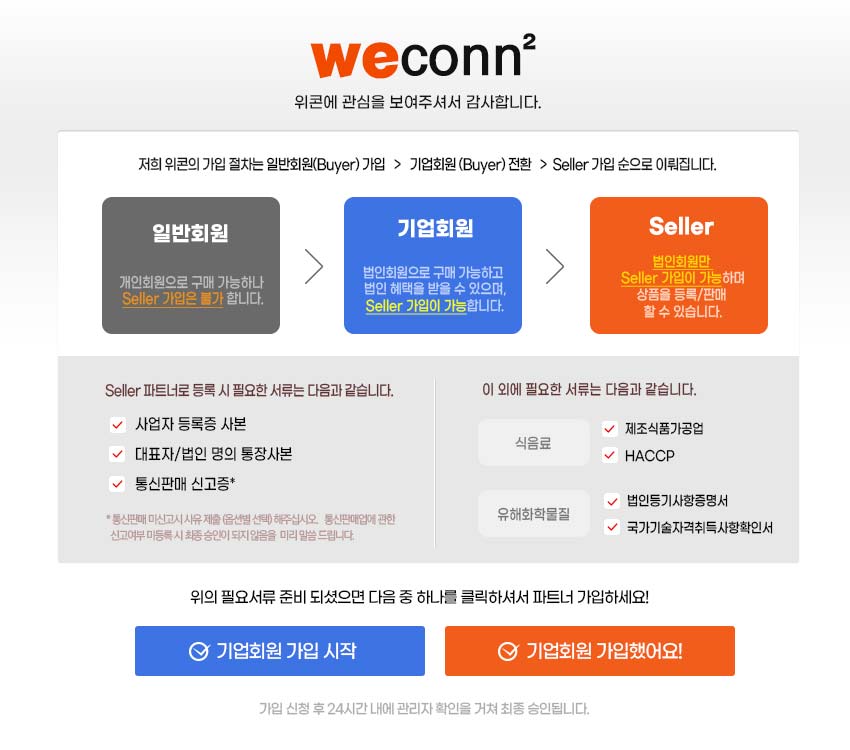 weconn²
위콘에 관심을 보여주셔서 감사합니다.
저희 위콘의 가입 절차는 일반회원(Buyer) 가입 > 기업회원 (Buyer) 전환 > Seller 가입 순으로 이뤄집니다.
일반회원
개인회원으로 구매 가능하나
Seller 가입은 불가 합니다.
기업회원
법인회원으로 구매 가능하고
법인 혜택을 받을 수 있으며,
Seller 가입이 가능합니다.
Seller
법인회원만
Seller 가입이 가능하며
상품을 등록/판매
할 수 있습니다.
Seller 파트너로 등록 시 필요한 서류는 다음과 같습니다.
사업자 등록증 사본
대표자/법인 명의 통장사본
통신판매 신고증*
* 통신판매 미신고시 사유 제출 (옵션별 선택) 해주십시오. 통신판매업에 관한
신고여부 미등록 시 최종 승인이 되지 않음을 미리 말씀 드립니다.
이 외에 필요한 서류는 다음과 같습니다.
식음료
제조식품가공업
HACCP
유해화학물질
법인등기사항증명서
국가기술자격취득사항확인서
위의 필요서류 준비 되셨으면 다음 중 하나를 클릭하셔서 파트너 가입하세요!
기업회원 가입 시작
기업회원 가입했어요!
가입 신청 후 24시간 내에 관리자 확인을 거쳐 최종 승인됩니다.